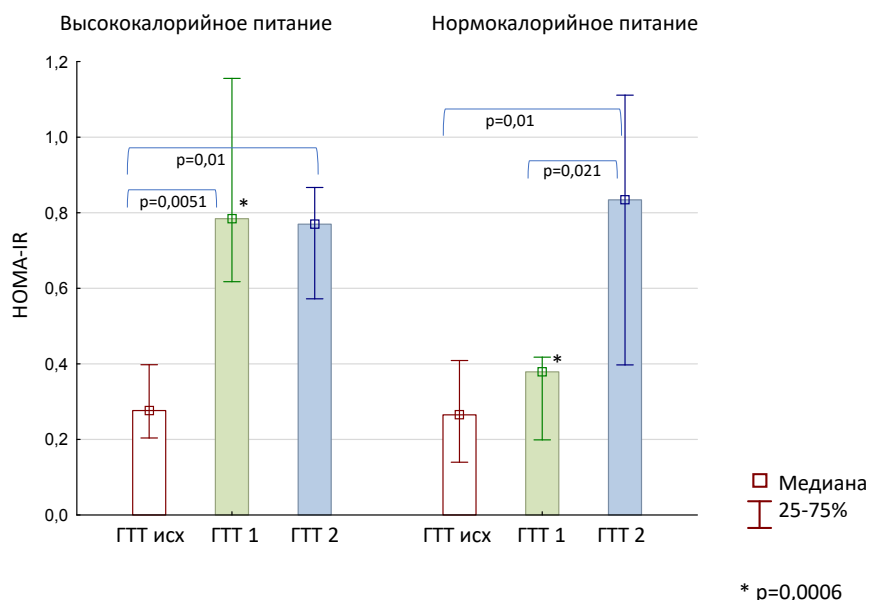 Высококалорийное питание
Нормокалорийное питание
1,2
1,0
0,8
0,6
0,4
0,2
0,0
HOMA-IR
p=0,01
p=0,0051
*
p=0,01
p=0,021
*
ГТТ исх
ГТТ 1
ГТТ 2
ГТТ исх
ГТТ 1
ГТТ 2
Медиана
25-75%
* p=0,0006